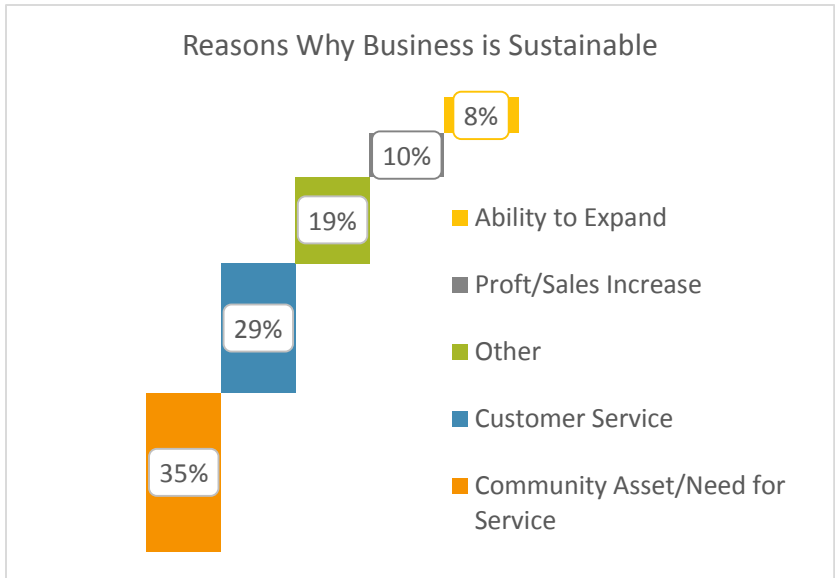 Reasons Why Business is Sustainable
8%
10%
19%
29%
35%
Ability to Expand
Proft/Sales Increase
Other
Customer Service
Community Asset/Need for
Service